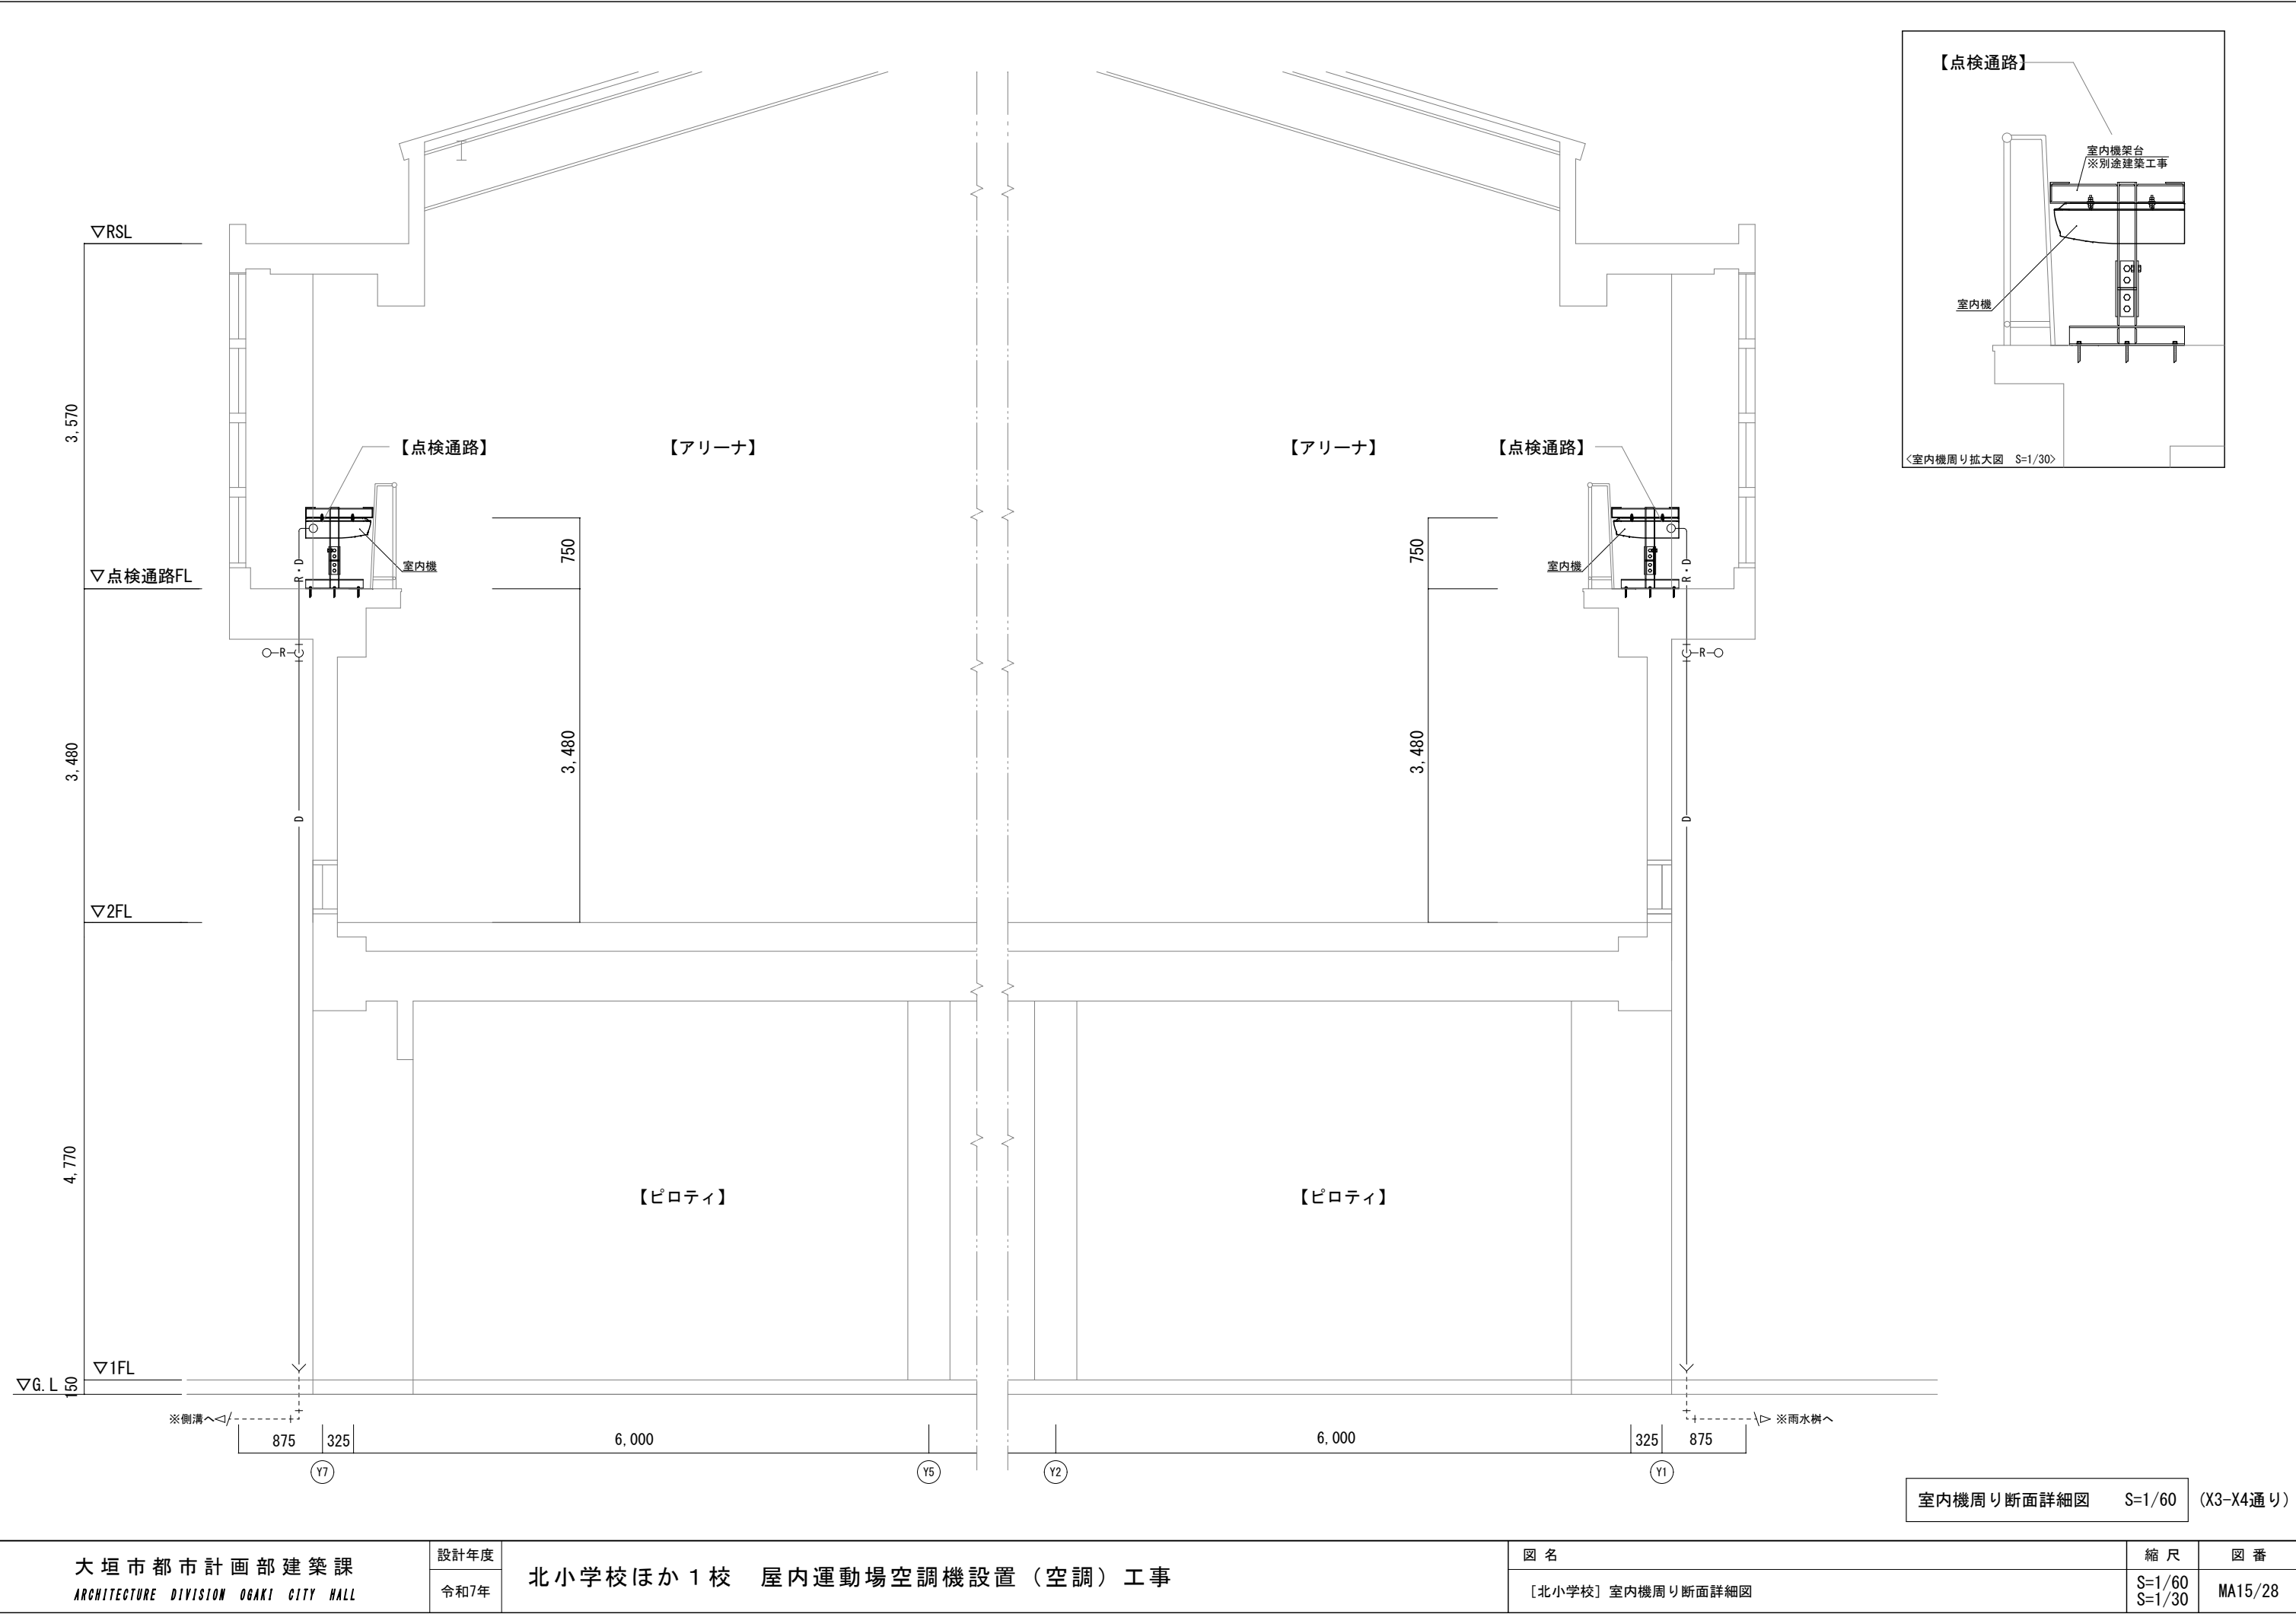 【点検通路】
室内機架台
※別途建築工事
室内機
<室内機周り拡大図 S=1/30>
▽RSL
3,570
【点検通路】
【アリーナ】
【アリーナ】
【点検通路】
750
750
室内機
室内機
R・D
R・D
▽点検通路FL
R
R
3,480
3,480
3,480
D
D
▽2FL
4,770
【ピロティ】
【ピロティ】
▽1FL
▽G.L
150
※側溝へ
※雨水桝へ
875
325
6,000
6,000
325
875
Y7
Y5
Y2
Y1
室内機周り断面詳細図 S=1/60
(X3-X4通り)
大垣市都市計画部建築課
ARCHITECTURE DIVISION OGAKI CITY HALL
設計年度
令和7年
北小学校ほか1校 屋内運動場空調機設置(空調)工事
図名
[北小学校]室内機周り断面詳細図
縮尺
S=1/60
S=1/30
図番
MA15/28